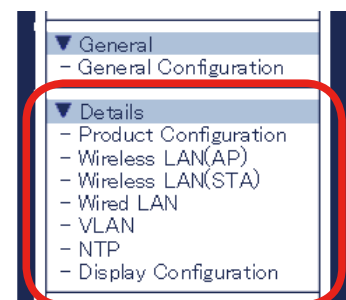 ▼ General
- General Configuration
▼ Details
- Product Configuration
- Wireless LAN(AP)
- Wireless LAN(STA)
- Wired LAN
- VLAN
- NTP
- Display Configuration